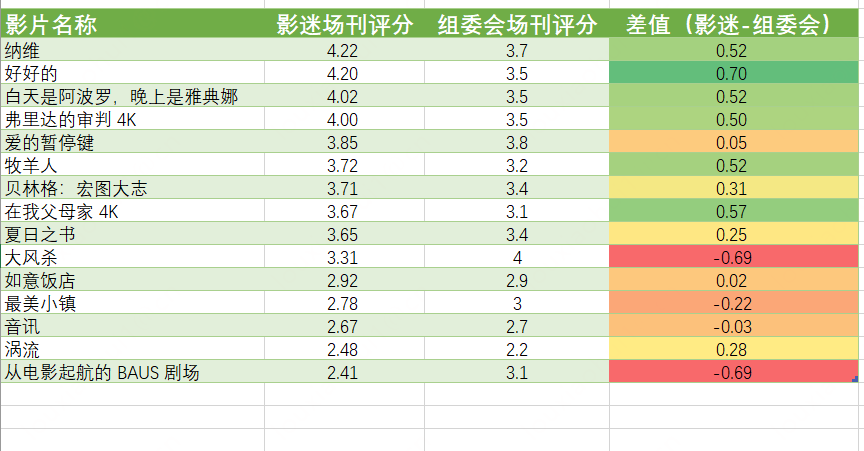 影片名称 影迷场刊评分 组委会场刊评分 差值（影迷-组委会）
纳维 4.22 3.7 0.52
好好的 4.20 3.5 0.70
白天是阿波罗，晚上是雅典娜 4.02 3.5 0.52
弗里达的审判 4K 4.00 3.5 0.50
爱的暂停键 3.85 3.8 0.05
牧羊人 3.72 3.2 0.52
贝林格：宏图大志 3.71 3.4 0.31
在我父母家 4K 3.67 3.1 0.57
夏日之书 3.65 3.4 0.25
大风杀 3.31 4 -0.69
如意饭店 2.92 2.9 0.02
最美小镇 2.78 3 -0.22
音讯 2.67 2.7 -0.03
涡流 2.48 2.2 0.28
从电影起航的 BAUS 剧场 2.41 3.1 -0.69